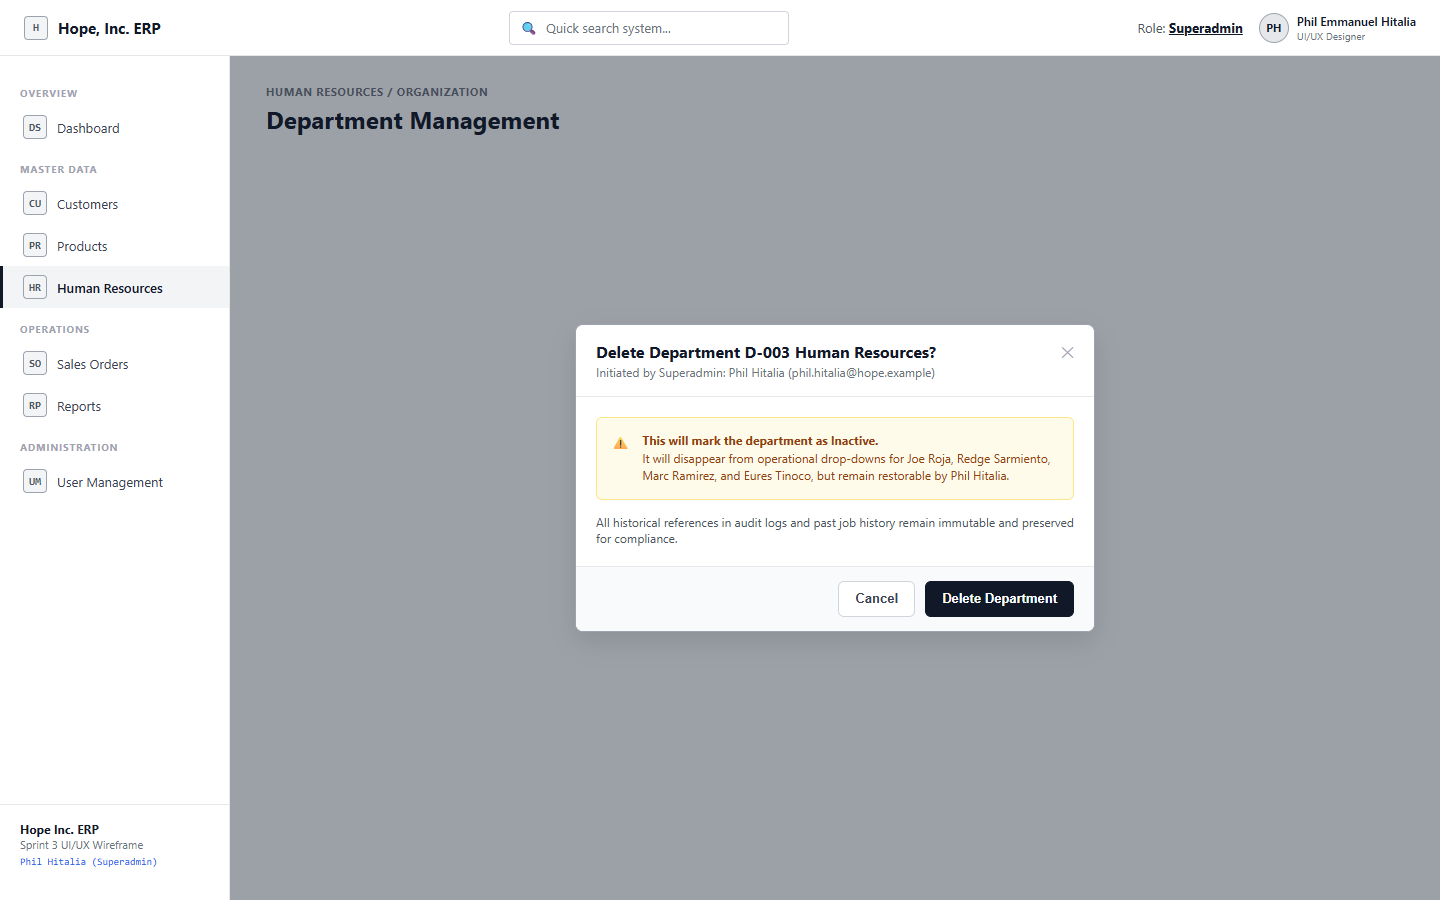 H
Hope, Inc. ERP
Quick search system...
Role: Superadmin
PH
Phil Emmanuel Hitalia
UI/UX Designer
OVERVIEW
DS
Dashboard
MASTER DATA
CU
Customers
PR
Products
HR
Human Resources
OPERATIONS
SO
Sales Orders
RP
Reports
ADMINISTRATION
UM
User Management
Hope Inc. ERP
Sprint 3 UI/UX Wireframe
Phil Hitalia (Superadmin)
HUMAN RESOURCES / ORGANIZATION
Department Management
Delete Department D-003 Human Resources?
Initiated by Superadmin: Phil Hitalia (phil.hitalia@hope.example)
This will mark the department as Inactive.
It will disappear from operational drop-downs for Joe Roja, Redge Sarmiento,
Marc Ramirez, and Eures Tinoco, but remain restorable by Phil Hitalia.
All historical references in audit logs and past job history remain immutable and preserved
for compliance.
Cancel
Delete Department